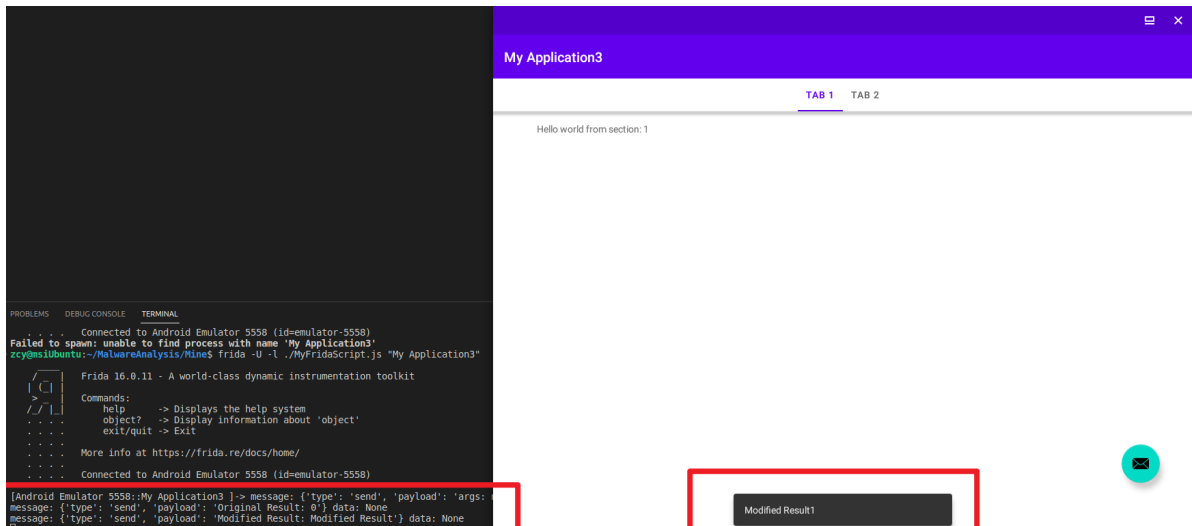 My Application3
TAB 1 TAB 2
Hello world from section: 1
PROBLEMS DEBUG CONSOLE TERMINAL
. . . . Connected to Android Emulator 5558 (id=emulator-5558)
Failed to spawn: unable to find process with name 'My Application3'
zcy@msiUbuntu:~/MalwareAnalysis/Mine$ frida -U -l ./MyFridaScript.js "My Application3"
____
/ _ | Frida 16.0.11 - A world-class dynamic instrumentation toolkit
| (_| |
> _ | Commands:
/_/ |_| help -> Displays the help system
. . . . object? -> Display information about 'object'
. . . . exit/quit -> Exit
. . . .
. . . . More info at https://frida.re/docs/home/
. . . .
. . . . Connected to Android Emulator 5558 (id=emulator-5558)
[Android Emulator 5558::My Application3 ]-> message: {'type': 'send', 'payload': 'args:
message: {'type': 'send', 'payload': 'Original Result: 0'} data: None
message: {'type': 'send', 'payload': 'Modified Result: Modified Result'} data: None
Modified Result1